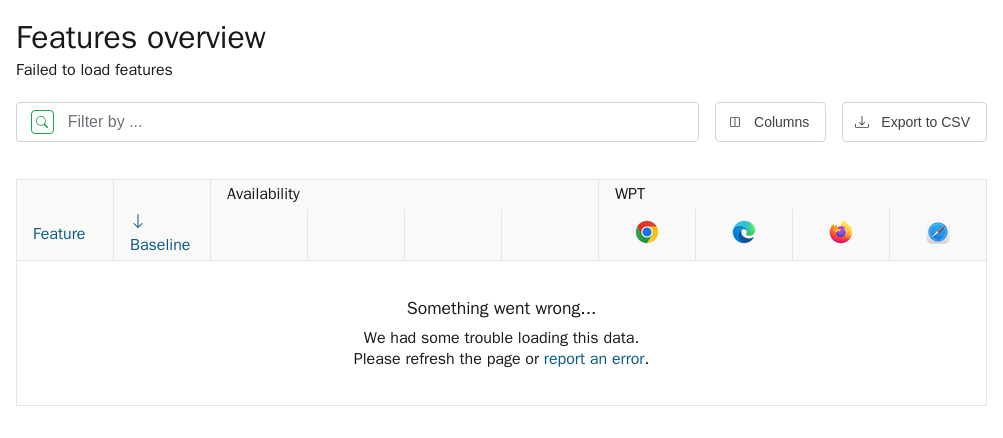 Features overview
Failed to load features
Filter by ...
Columns
Export to CSV
Availability
WPT
Feature
Baseline
Something went wrong...
We had some trouble loading this data.
Please refresh the page or report an error.